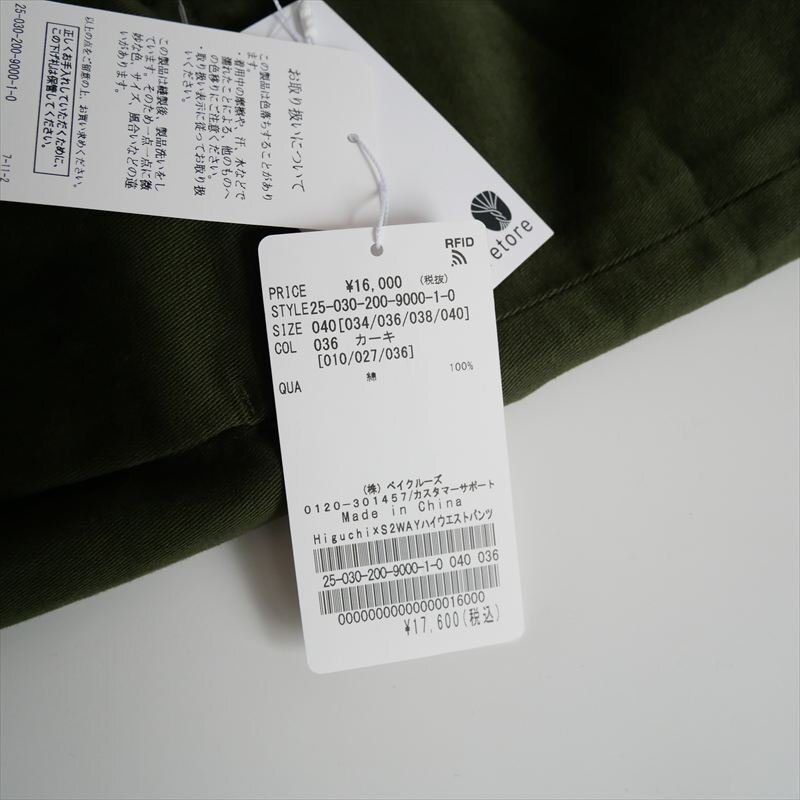 お取り扱いについて
この製品は色落ちすることがあり
ます。
・着用中の摩擦や、汗、水などで
濡れたことによる、他のものへ
の色移りにご注意ください。
・取り扱い表示に従ってお取り扱
いください。
この製品は縫製後、製品洗いをし
ています。そのため一点一点に微
妙な色、サイズ、風合いなどの違
いがあります。
以上の点をご留意の上、お買い求めください。
正しくお手入れしていただくために、
この下げ札は保管してください。
7-11-2
25-030-200-9000-1-0
etore
RFID
PRICE ¥16,000 (税抜)
STYLE 25-030-200-9000-1-0
SIZE 040[034/036/038/040]
COL 036 カーキ
[010/027/036]
QUA 綿 100%
(株) ベイクルーズ
0120-301457/カスタマーサポート
Made in China
Higuchi×S2WAYハイウエストパンツ
25-030-200-9000-1-0 040 036
0000000000000016000
¥17,600(税込)